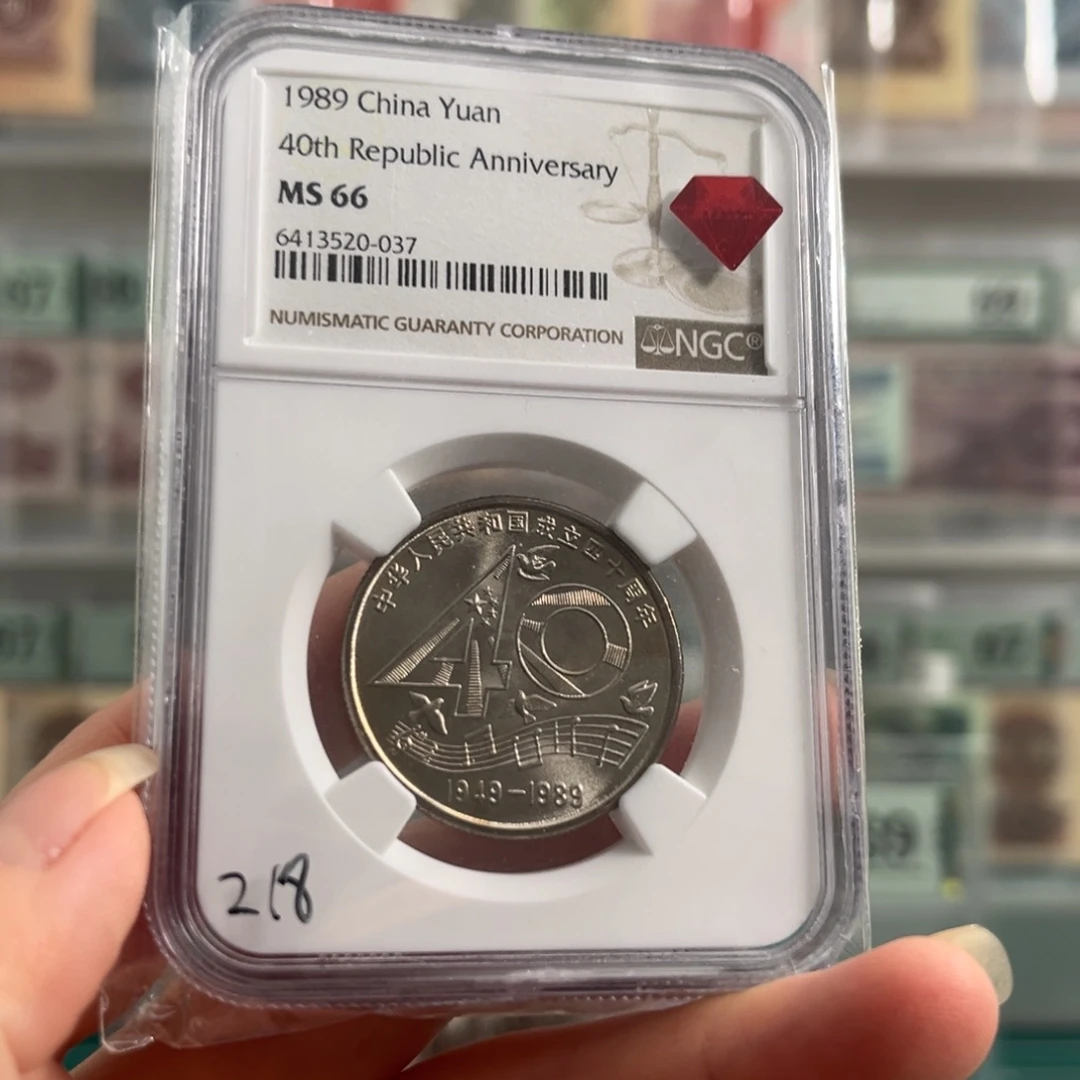 1989 China Yuan
40th Republic Anniversary
MS 66
6413520-037
NUMISMATIC GUARANTY CORPORATION
NGC®
中华人民共和国成立四十周年
40
1949-1989
218